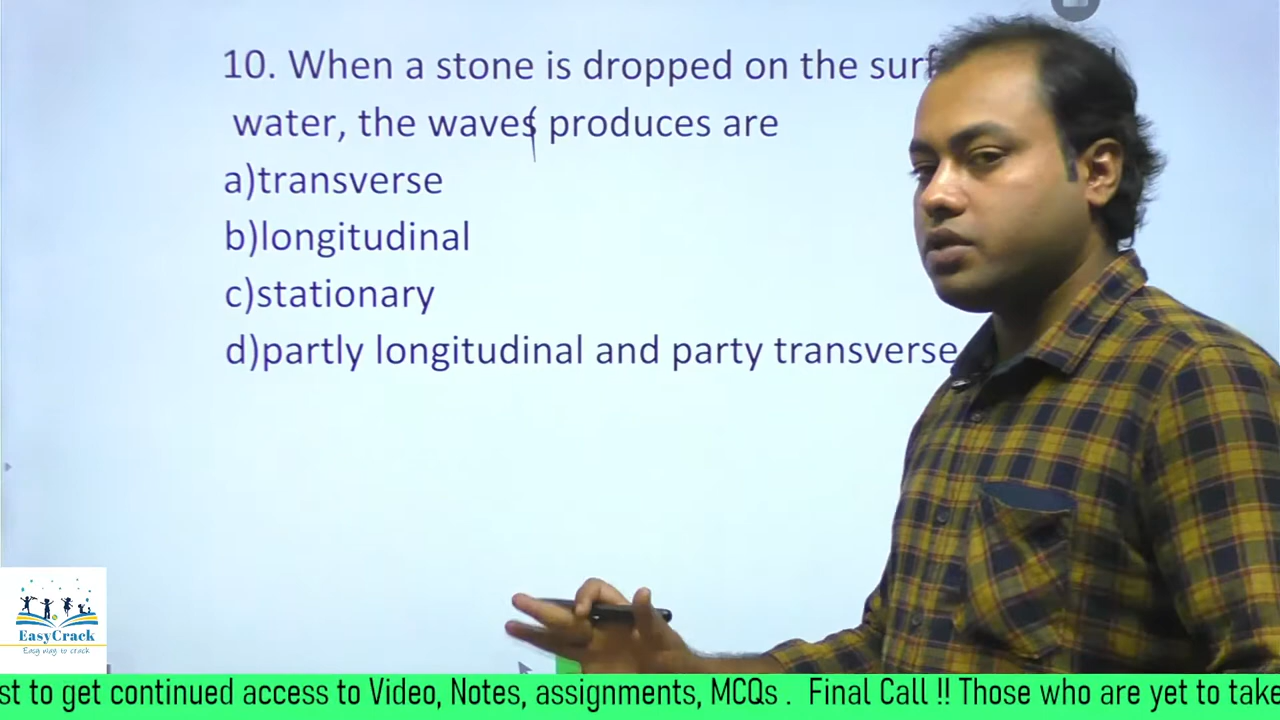 10. When a stone is dropped on the
water, the waves produces are
a)transverse
b)longitudinal
c)stationary
d)partly longitudinal and party transverse
EasyCrack
Easy way to crack
st to get continued access to Video, Notes, assignments, MCQs . Final Call !! Those who are yet to take